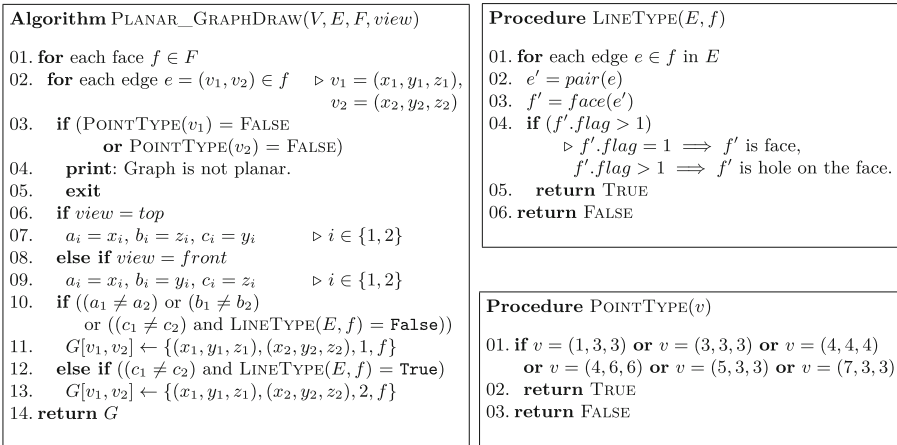 Algorithm PLANAR_GRAPHDRAW(V, E, F, view)
01. for each face f ∈ F
02. for each edge e = (v₁, v₂) ∈ f ▷ v₁ = (x₁, y₁, z₁),
v₂ = (x₂, y₂, z₂)
03. if (POINTTYPE(v₁) = FALSE
or POINTTYPE(v₂) = FALSE)
04. print: Graph is not planar.
05. exit
06. if view = top
07. aᵢ = xᵢ, bᵢ = zᵢ, cᵢ = yᵢ ▷ i ∈ {1, 2}
08. else if view = front
09. aᵢ = xᵢ, bᵢ = yᵢ, cᵢ = zᵢ ▷ i ∈ {1, 2}
10. if ((a₁ ≠ a₂) or (b₁ ≠ b₂)
or ((c₁ ≠ c₂) and LINETYPE(E, f) = False))
11. G[v₁, v₂] ← {(x₁, y₁, z₁), (x₂, y₂, z₂), 1, f}
12. else if ((c₁ ≠ c₂) and LINETYPE(E, f) = True)
13. G[v₁, v₂] ← {(x₁, y₁, z₁), (x₂, y₂, z₂), 2, f}
14. return G
Procedure LINETYPE(E, f)
01. for each edge e ∈ f in E
02. e′ = pair(e)
03. f′ = face(e′)
04. if (f′.flag > 1)
▷ f′.flag = 1 ⟹ f′ is face,
f′.flag > 1 ⟹ f′ is hole on the face.
05. return TRUE
06. return FALSE
Procedure POINTTYPE(v)
01. if v = (1, 3, 3) or v = (3, 3, 3) or v = (4, 4, 4)
or v = (4, 6, 6) or v = (5, 3, 3) or v = (7, 3, 3)
02. return TRUE
03. return FALSE